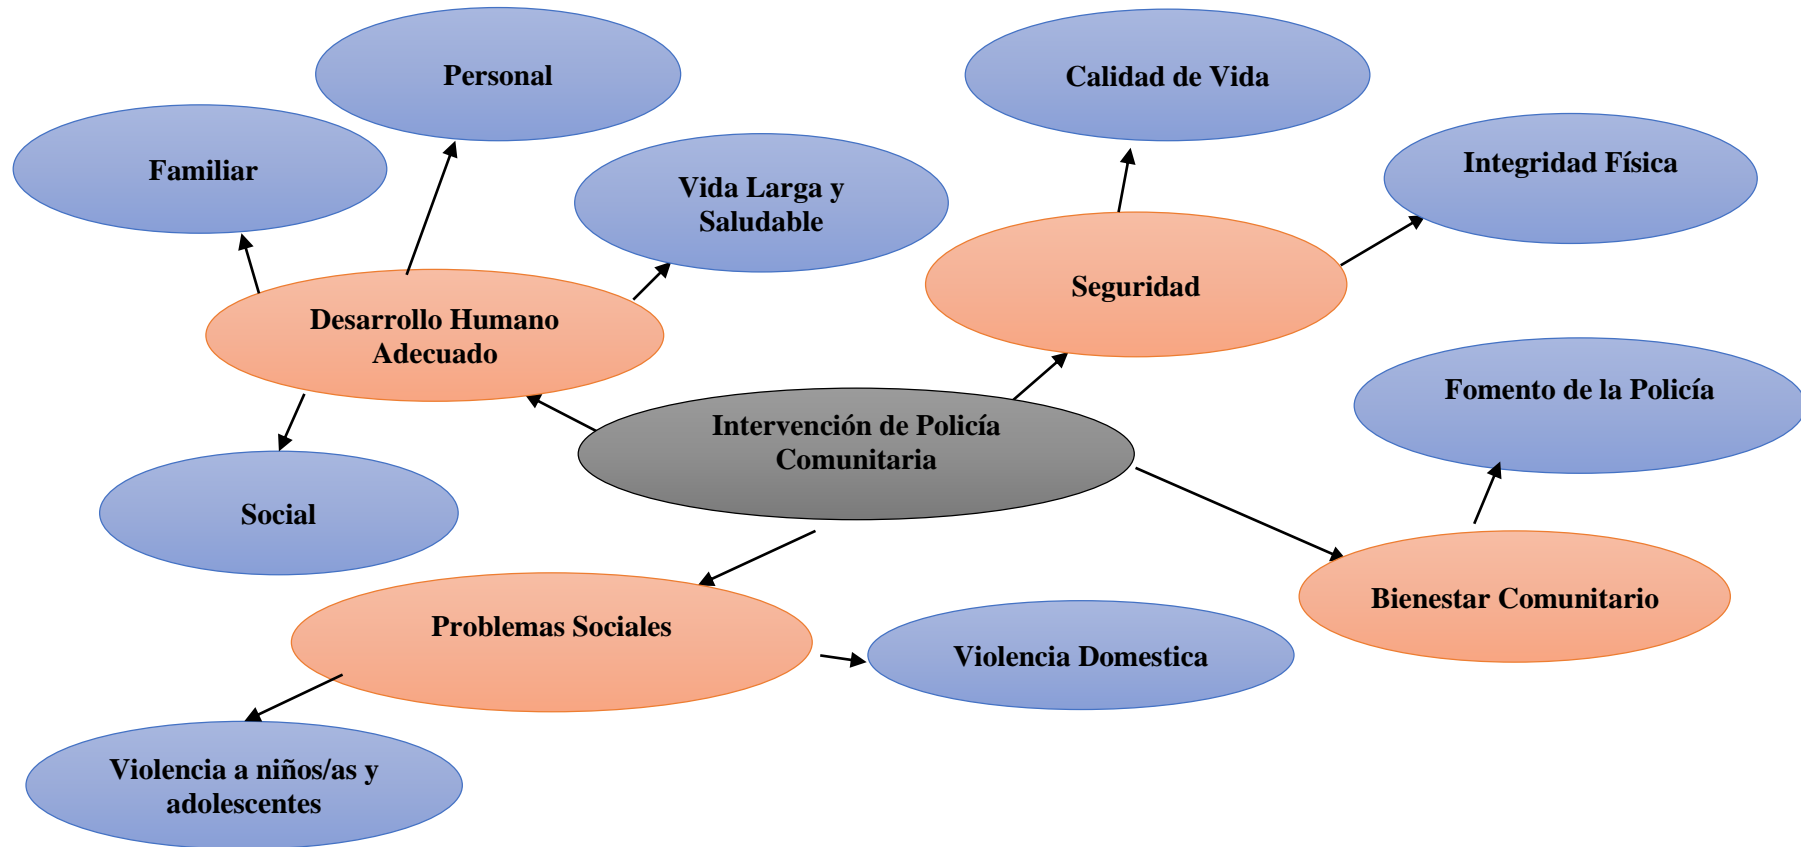 Personal
Calidad de Vida
Familiar
Integridad Física
Vida Larga y
Saludable
Seguridad
Desarrollo Humano
Adecuado
Fomento de la Policía
Intervención de Policía
Comunitaria
Social
Bienestar Comunitario
Problemas Sociales
Violencia Domestica
Violencia a niños/as y
adolescentes